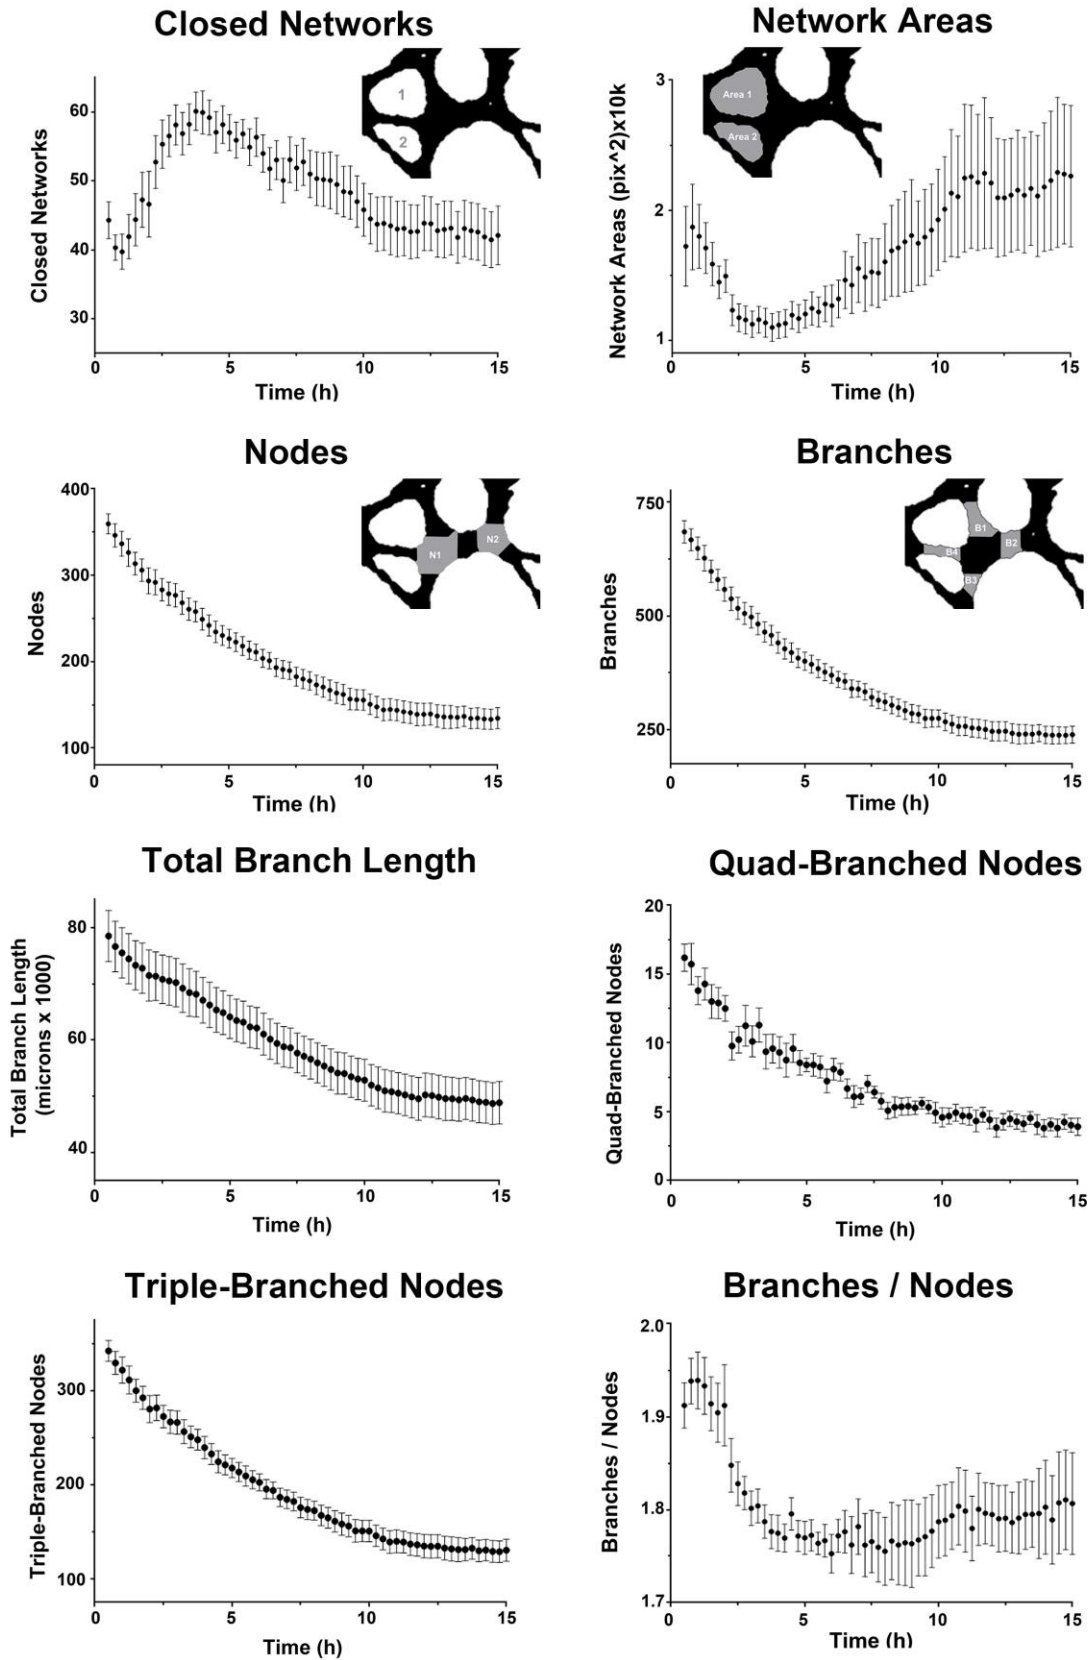 Closed Networks
Closed Networks
60
50
40
30
0 5 10 15
Time (h)
1
2
Network Areas
Network Areas (pix^2)x10k
3
2
1
0 5 10 15
Time (h)
Area 1
Area 2
Nodes
Nodes
400
300
200
100
0 5 10 15
Time (h)
N1
N2
Branches
Branches
750
500
250
0 5 10 15
Time (h)
B1
B2
B4
B3
Total Branch Length
Total Branch Length
(microns x 1000)
80
60
40
0 5 10 15
Time (h)
Quad-Branched Nodes
Quad-Branched Nodes
20
15
10
5
0
0 5 10 15
Time (h)
Triple-Branched Nodes
Triple-Branched Nodes
300
200
100
0 5 10 15
Time (h)
Branches / Nodes
Branches / Nodes
2.0
1.9
1.8
1.7
0 5 10 15
Time (h)